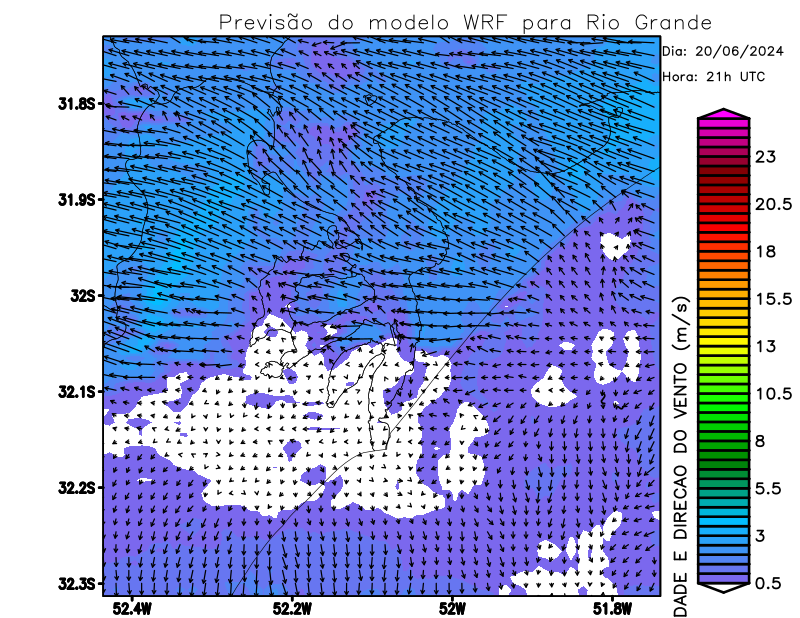 Previsão do modelo WRF para Rio Grande
Dia: 20/06/2024
Hora: 21h UTC
31.8S
31.9S
32S
32.1S
32.2S
32.3S
52.4W
52.2W
52W
51.8W
23
20.5
18
15.5
13
10.5
8
5.5
3
0.5
DADE E DIRECAO DO VENTO (m/s)